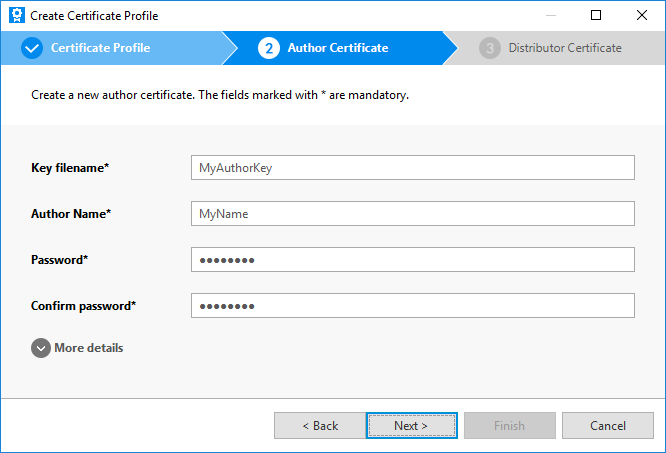 Create Certificate Profile
Certificate Profile
2 Author Certificate
3 Distributor Certificate
Create a new author certificate. The fields marked with * are mandatory.
Key filename* MyAuthorKey
Author Name* MyName
Password* ●●●●●●●●
Confirm password* ●●●●●●●●
More details
< Back Next > Finish Cancel